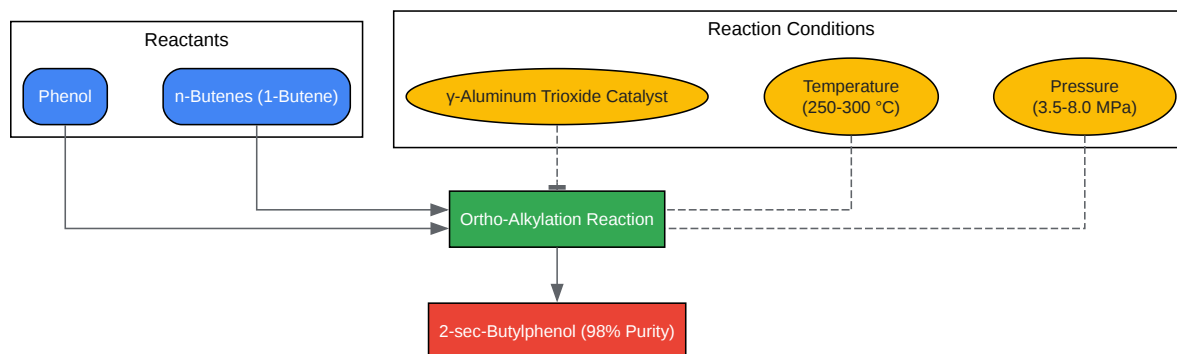 Reactants
Phenol
n-Butenes (1-Butene)
Reaction Conditions
γ-Aluminum Trioxide Catalyst
Temperature
(250-300 °C)
Pressure
(3.5-8.0 MPa)
Ortho-Alkylation Reaction
2-sec-Butylphenol (98% Purity)